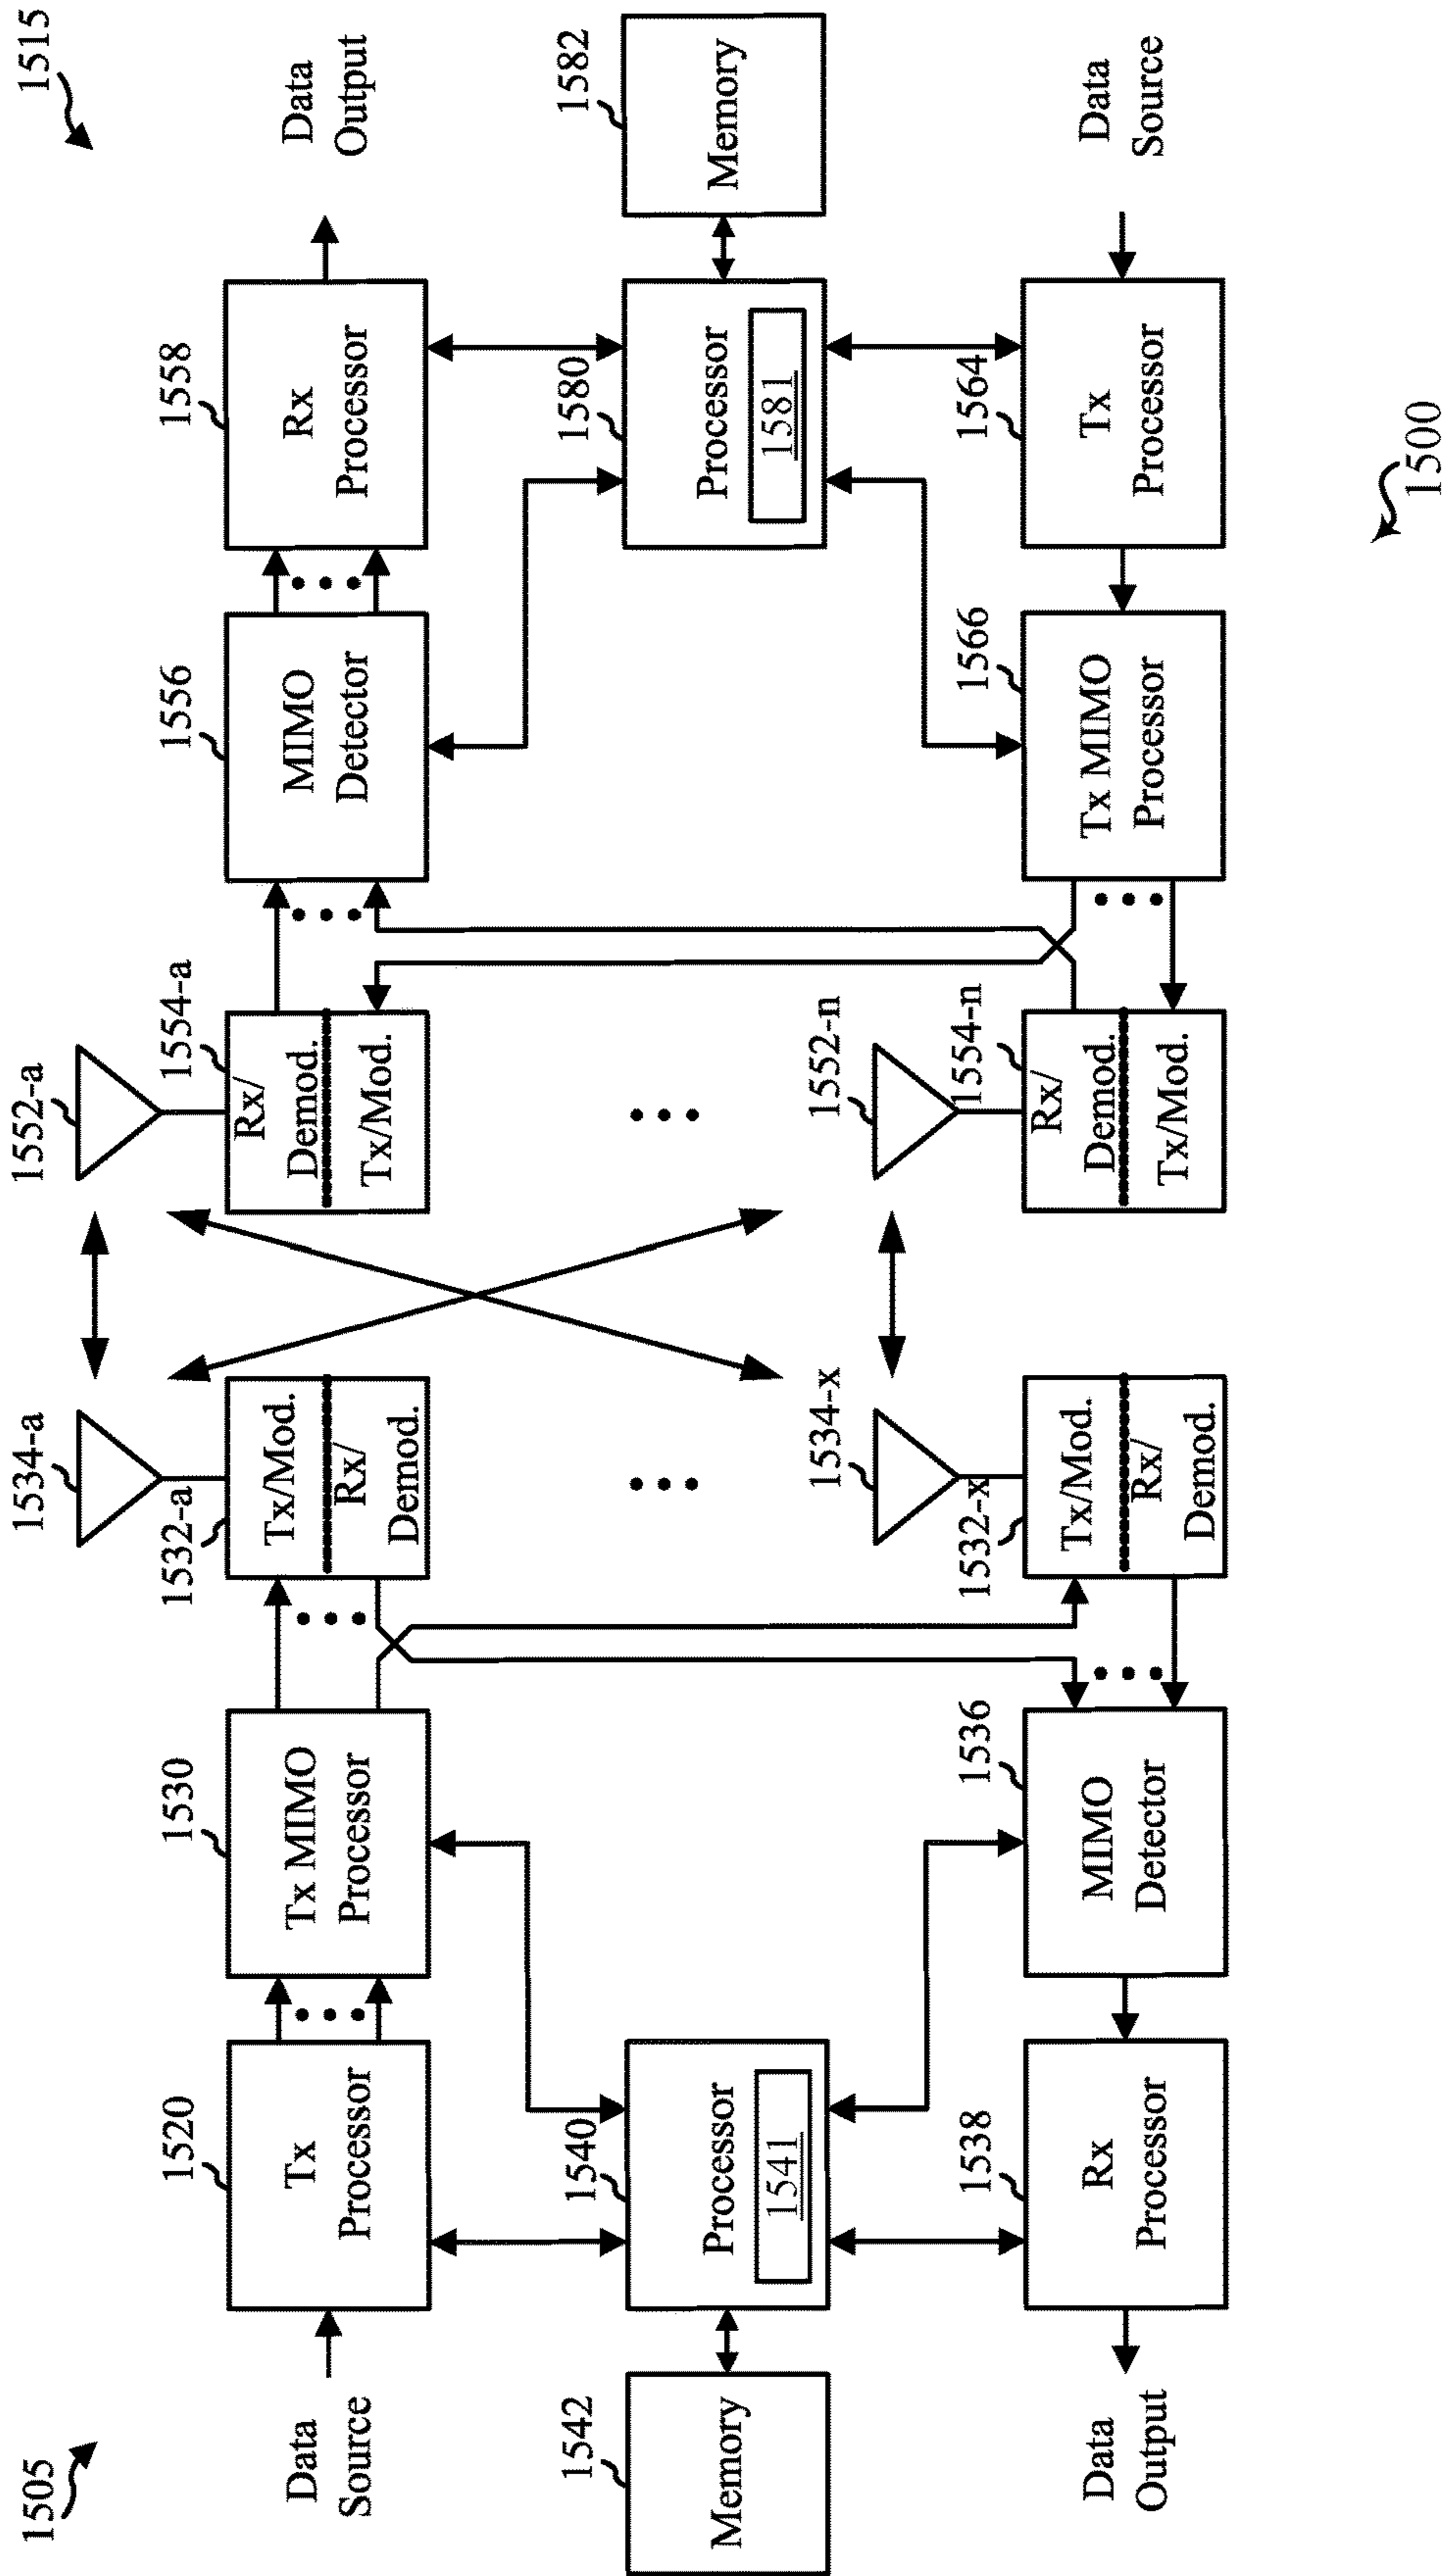 1505
1515
1534-a
1552-a
1520
1530
1532-a
1554-a
1556
1558
Data
Source
Tx
Processor
Tx MIMO
Processor
Tx/Mod.
Rx/
Demod.
Rx/
Demod.
Tx/Mod.
MIMO
Detector
Rx
Processor
Data
Output
1542
Memory
1540
Processor
1541
1580
Processor
1581
1582
Memory
1534-x
1552-n
1538
1536
1532-x
1554-n
1566
1564
Data
Output
Rx
Processor
MIMO
Detector
Tx/Mod.
Rx/
Demod.
Rx/
Demod.
Tx/Mod.
Tx MIMO
Processor
Tx
Processor
Data
Source
1500